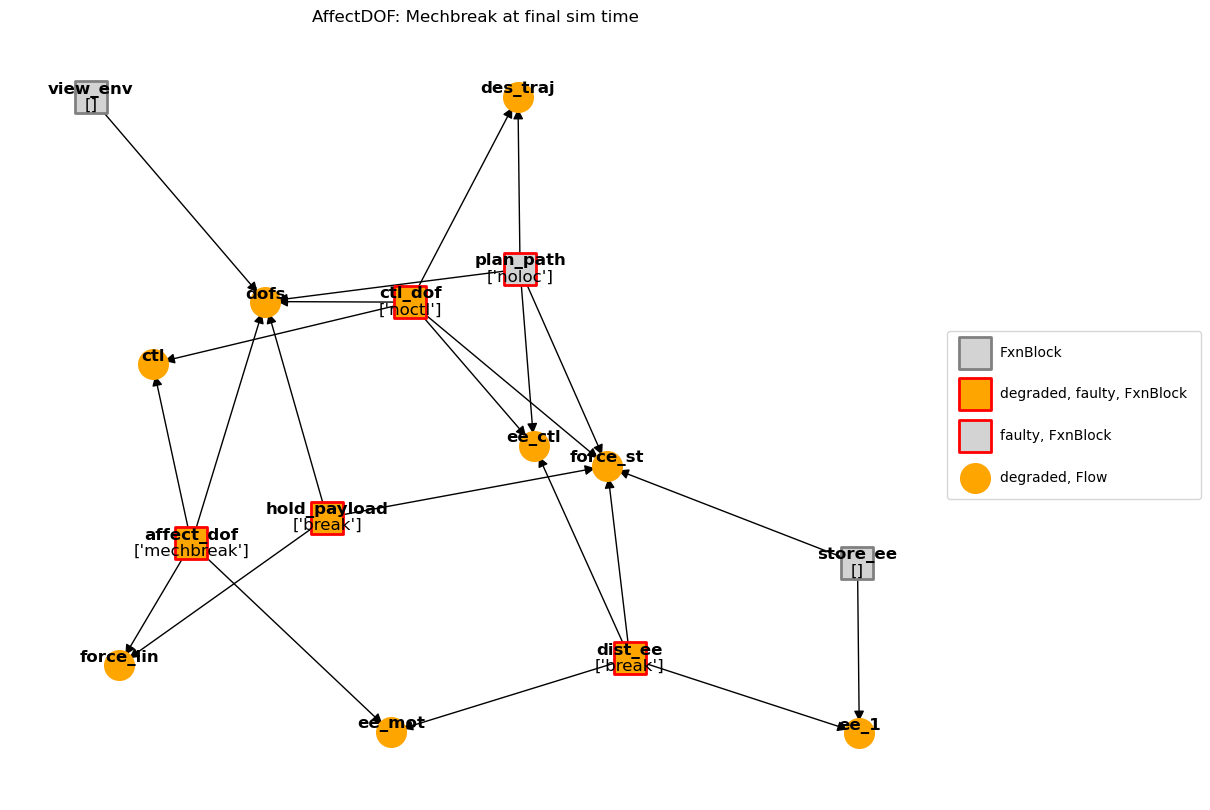 AffectDOF: Mechbreak at final sim time
view_env
[]
des_traj
plan_path
['noloc']
dofs
ctl_dof
['noctl']
ctl
ee_ctl
force_st
hold_payload
['break']
affect_dof
['mechbreak']
store_ee
[]
dist_ee
['break']
force_lin
ee_mot
ee_1
FxnBlock
degraded, faulty, FxnBlock
faulty, FxnBlock
degraded, Flow